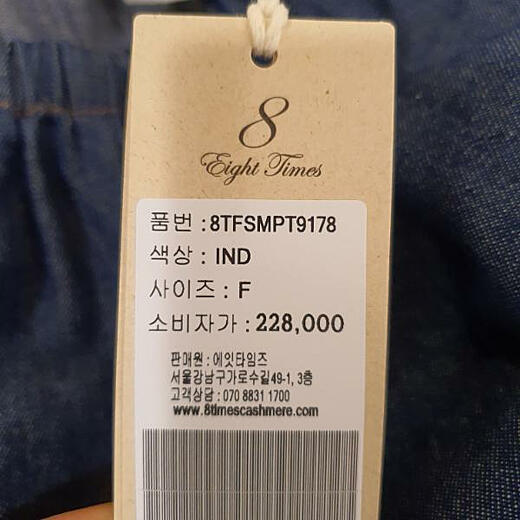 8
Eight Times
품번 : 8TFSMPT9178
색상 : IND
사이즈 : F
소비자가 : 228,000
판매원 : 에잇타임즈
서울강남구가로수길49-1, 3층
고객상담 : 070 8831 1700
www.8timescashmere.com